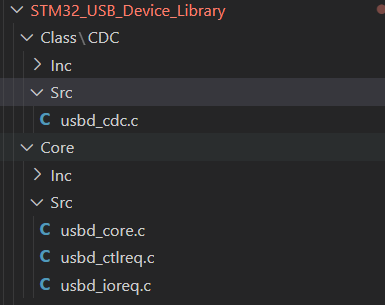 STM32_USB_Device_Library
Class\CDC
Inc
Src
C usbd_cdc.c
Core
Inc
Src
C usbd_core.c
C usbd_ctlreq.c
C usbd_ioreq.c